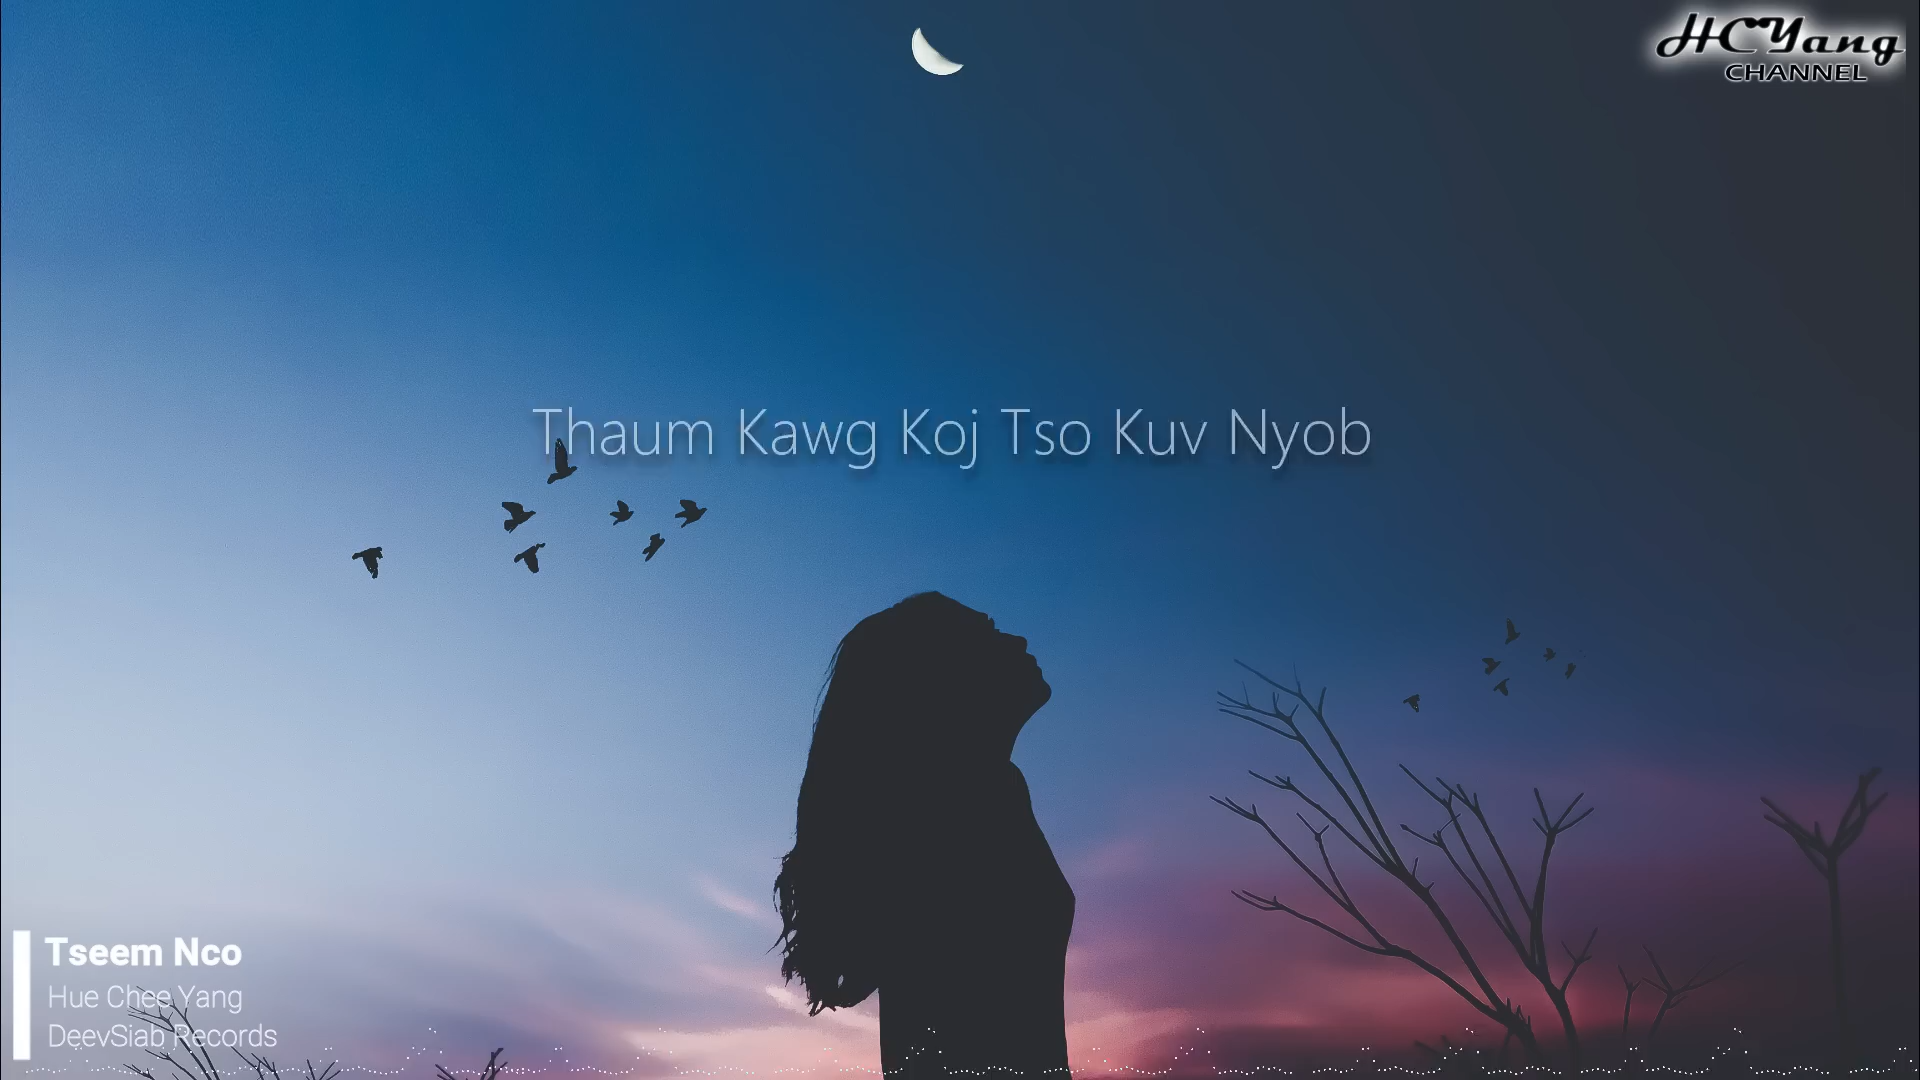 HCYang
CHANNEL
Thaum Kawg Koj Tso Kuv Nyob
Tseem Nco
Hue Chee Yang
DeevSiab Records